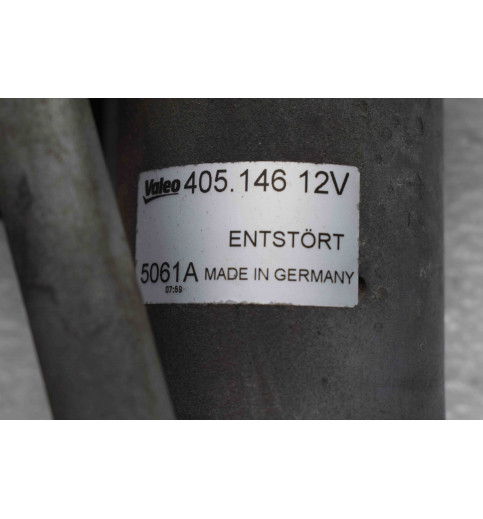 Valeo 405.146 12V
ENTSTÖRT
5061A MADE IN GERMANY
07:59